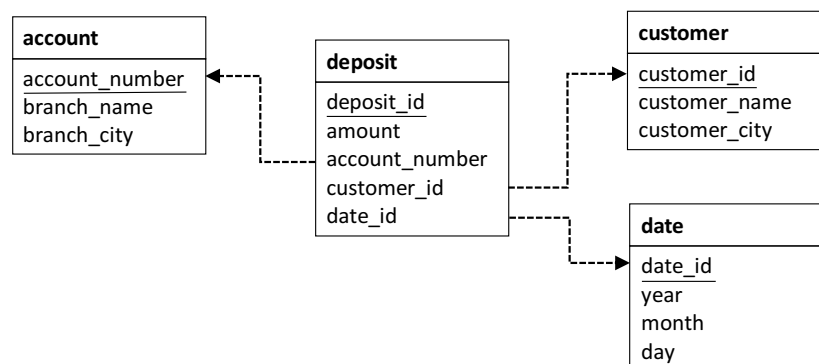 account
account_number
branch_name
branch_city
deposit
deposit_id
amount
account_number
customer_id
date_id
customer
customer_id
customer_name
customer_city
date
date_id
year
month
day